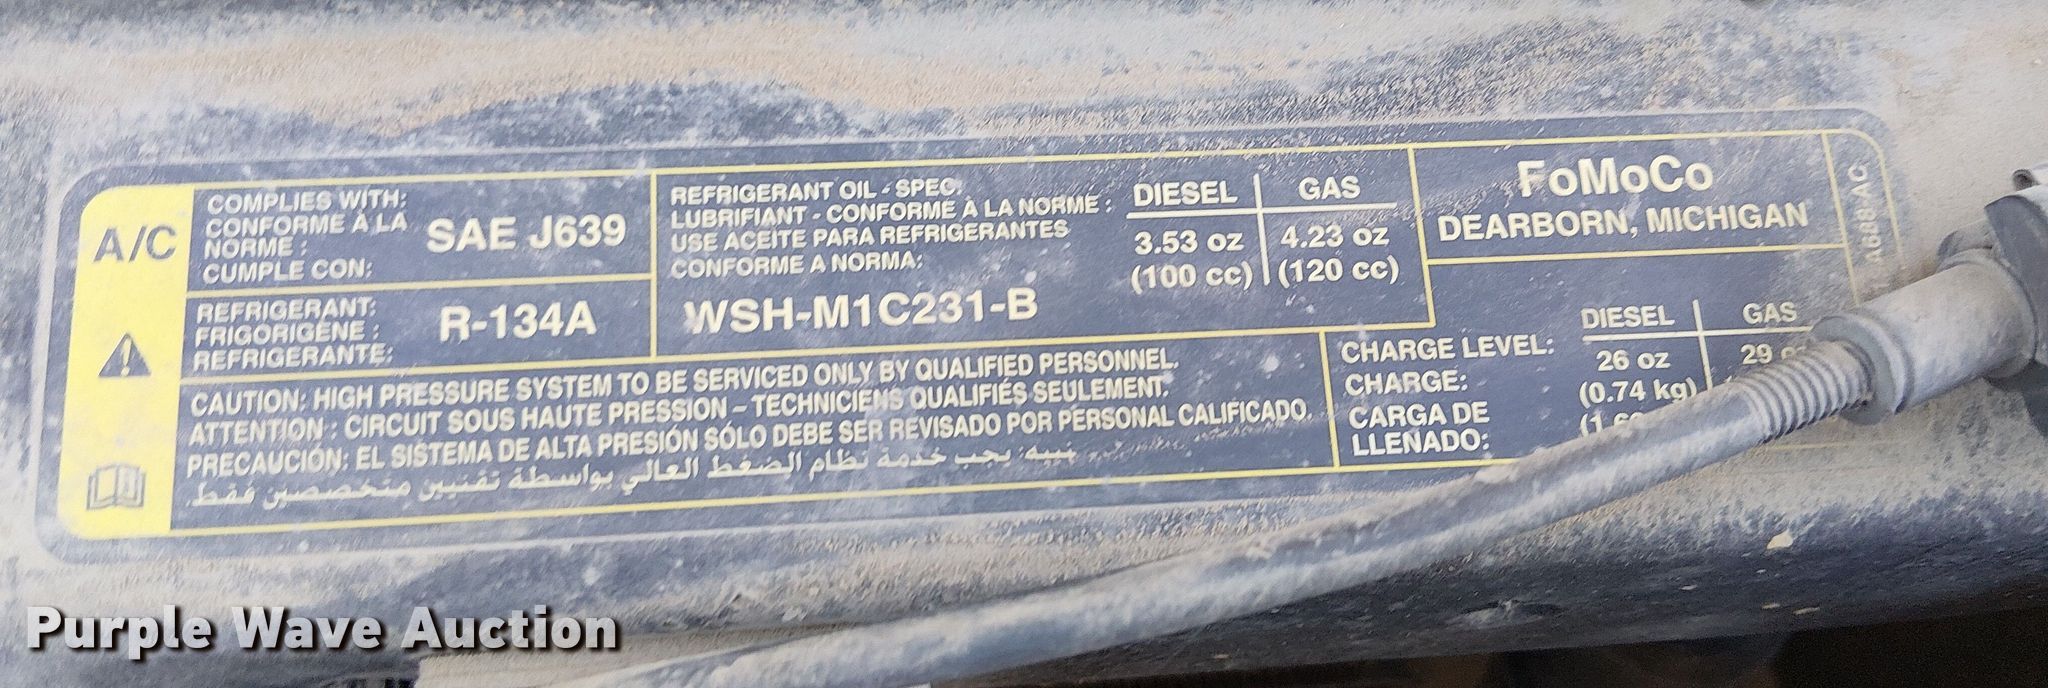 A/C
COMPLIES WITH:
CONFORME À LA
NORME :
CUMPLE CON:
SAE J639
REFRIGERANT:
FRIGORIGÈNE :
REFRIGERANTE:
R-134A
REFRIGERANT OIL - SPEC.
LUBRIFIANT - CONFORME À LA NORME :
USE ACEITE PARA REFRIGERANTES
CONFORME A NORMA:
WSH-M1C231-B
DIESEL GAS
3.53 oz 4.23 oz
(100 cc) (120 cc)
FoMoCo
DEARBORN, MICHIGAN
A688-AC
CAUTION: HIGH PRESSURE SYSTEM TO BE SERVICED ONLY BY QUALIFIED PERSONNEL.
ATTENTION : CIRCUIT SOUS HAUTE PRESSION – TECHNICIENS QUALIFIÉS SEULEMENT.
PRECAUCIÓN: EL SISTEMA DE ALTA PRESIÓN SÓLO DEBE SER REVISADO POR PERSONAL CALIFICADO.
يجب خدمة نظام الضغط العالي بواسطة تقنيين متخصصين فقط.
CHARGE LEVEL:
CHARGE:
CARGA DE
LLENADO:
DIESEL GAS
26 oz 29
(0.74 kg)
Purple Wave Auction